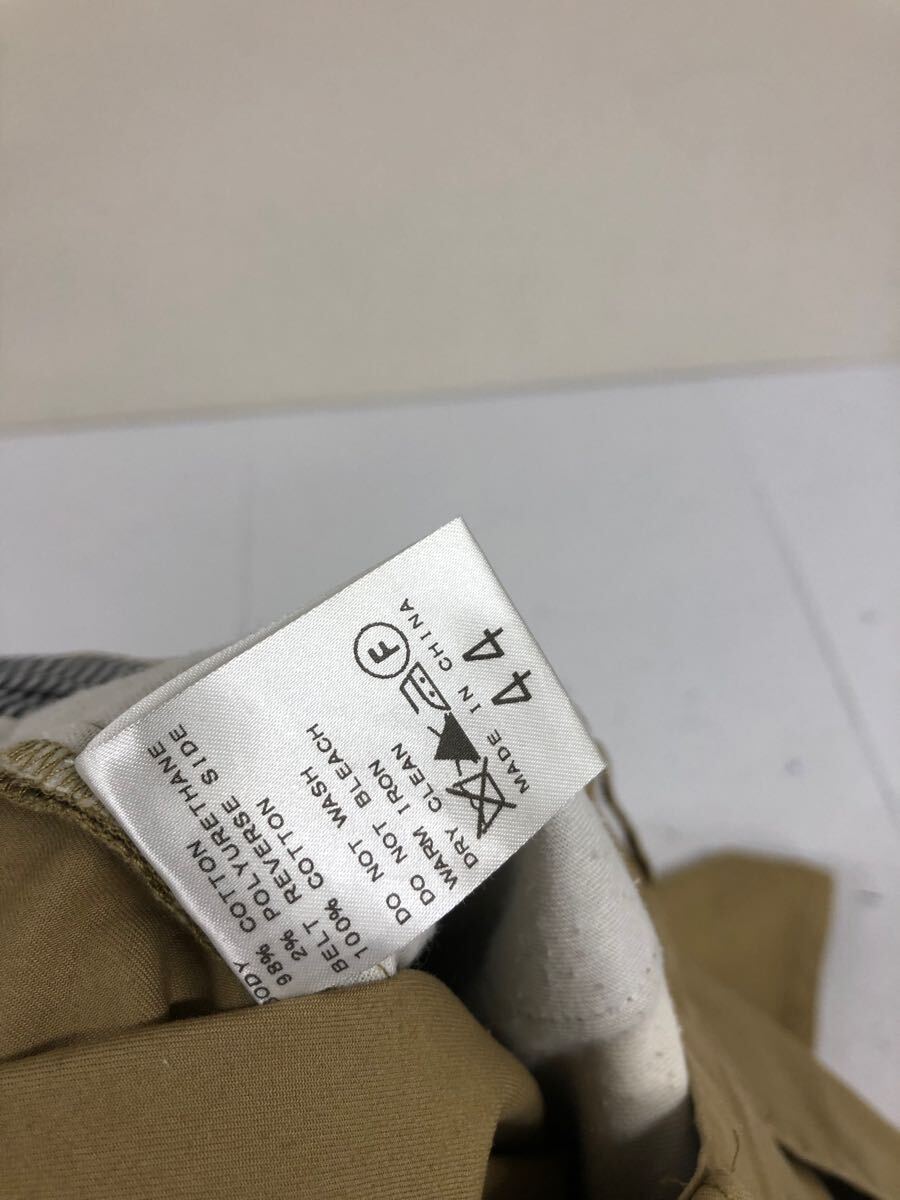 BODY
98% COTTON
2% POLYURETHANE
BELT REVERSE SIDE
100% COTTON
DO NOT WASH
DO NOT BLEACH
WARM IRON
DRY CLEAN
F
MADE IN CHINA
44